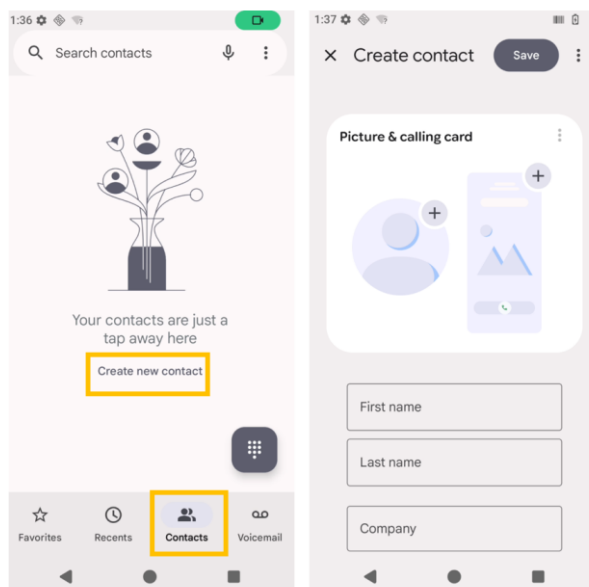 1:36
Search contacts
Your contacts are just a
tap away here
Create new contact
Favorites
Recents
Contacts
Voicemail
1:37
Create contact
Save
Picture & calling card
First name
Last name
Company